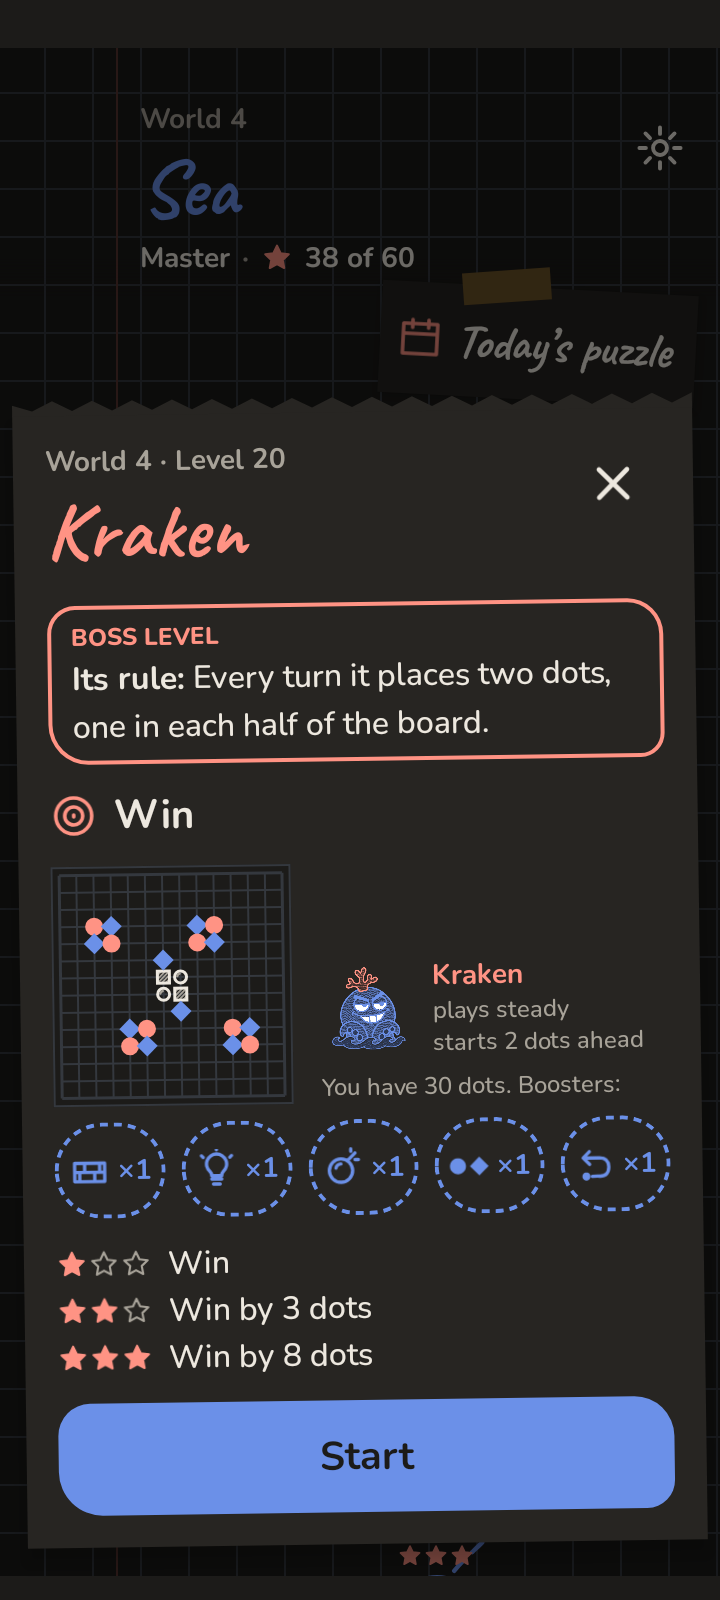 World 4
Sea
Master · 38 of 60
Today's puzzle
World 4 · Level 20
Kraken
BOSS LEVEL
Its rule: Every turn it places two dots,
one in each half of the board.
Win
Kraken
plays steady
starts 2 dots ahead
You have 30 dots. Boosters:
×1 ×1 ×1 ×1 ×1
Win
Win by 3 dots
Win by 8 dots
Start